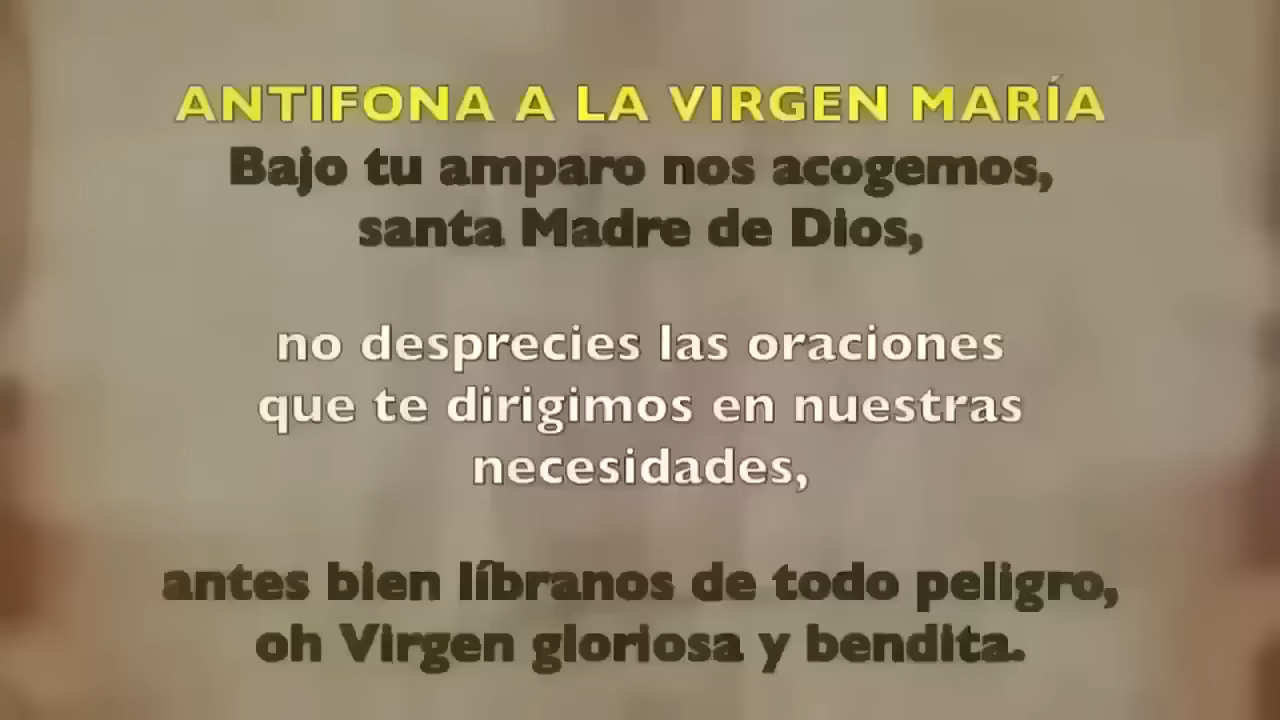 ANTIFONA A LA VIRGEN MARÍA
Bajo tu amparo nos acogemos,
santa Madre de Dios,
no desprecies las oraciones
que te dirigimos en nuestras
necesidades,
antes bien líbranos de todo peligro,
oh Virgen gloriosa y bendita.